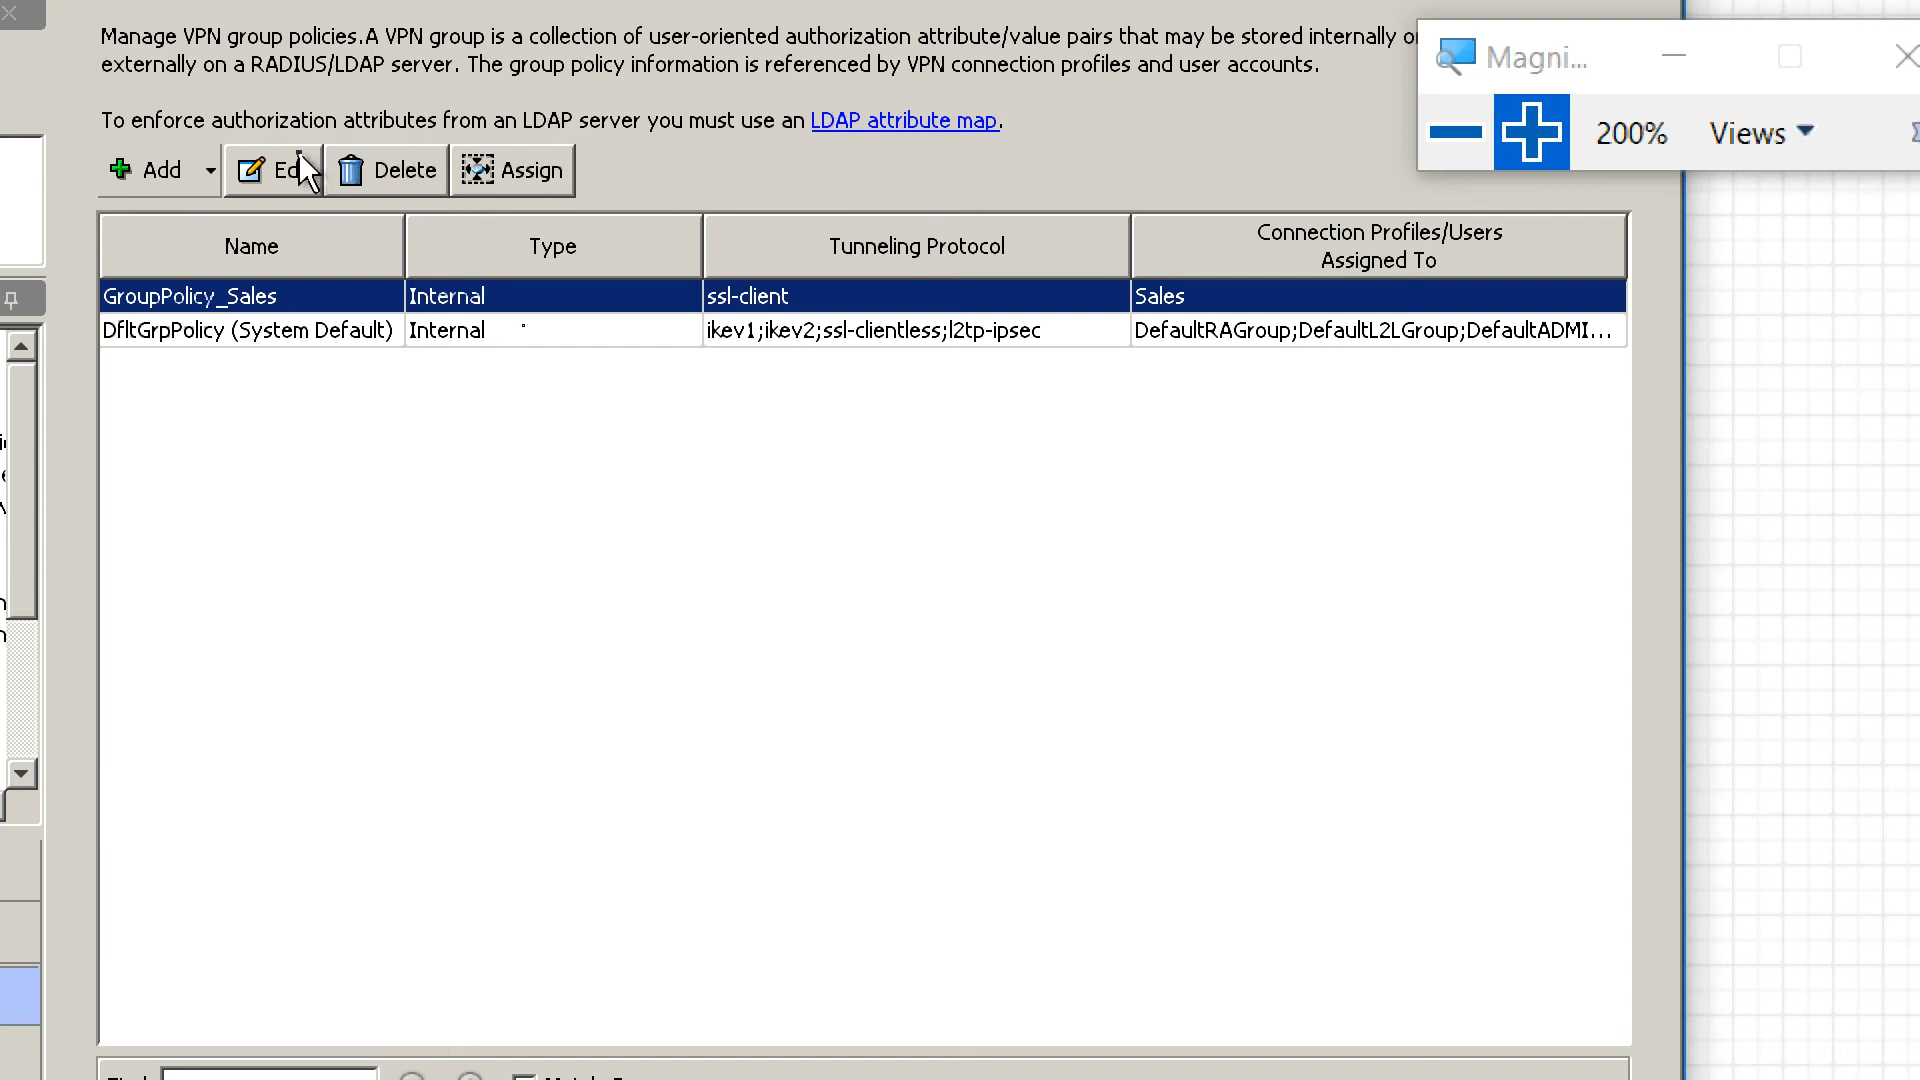 Manage VPN group policies.A VPN group is a collection of user-oriented authorization attribute/value pairs that may be stored internally or
externally on a RADIUS/LDAP server. The group policy information is referenced by VPN connection profiles and user accounts.
To enforce authorization attributes from an LDAP server you must use an LDAP attribute map.
Add Delete Assign
Magni...
200% Views
Name Type Tunneling Protocol Connection Profiles/Users
Assigned To
GroupPolicy_Sales Internal ssl-client Sales
DfltGrpPolicy (System Default) Internal ikev1;ikev2;ssl-clientless;l2tp-ipsec DefaultRAGroup;DefaultL2LGroup;DefaultADMI...